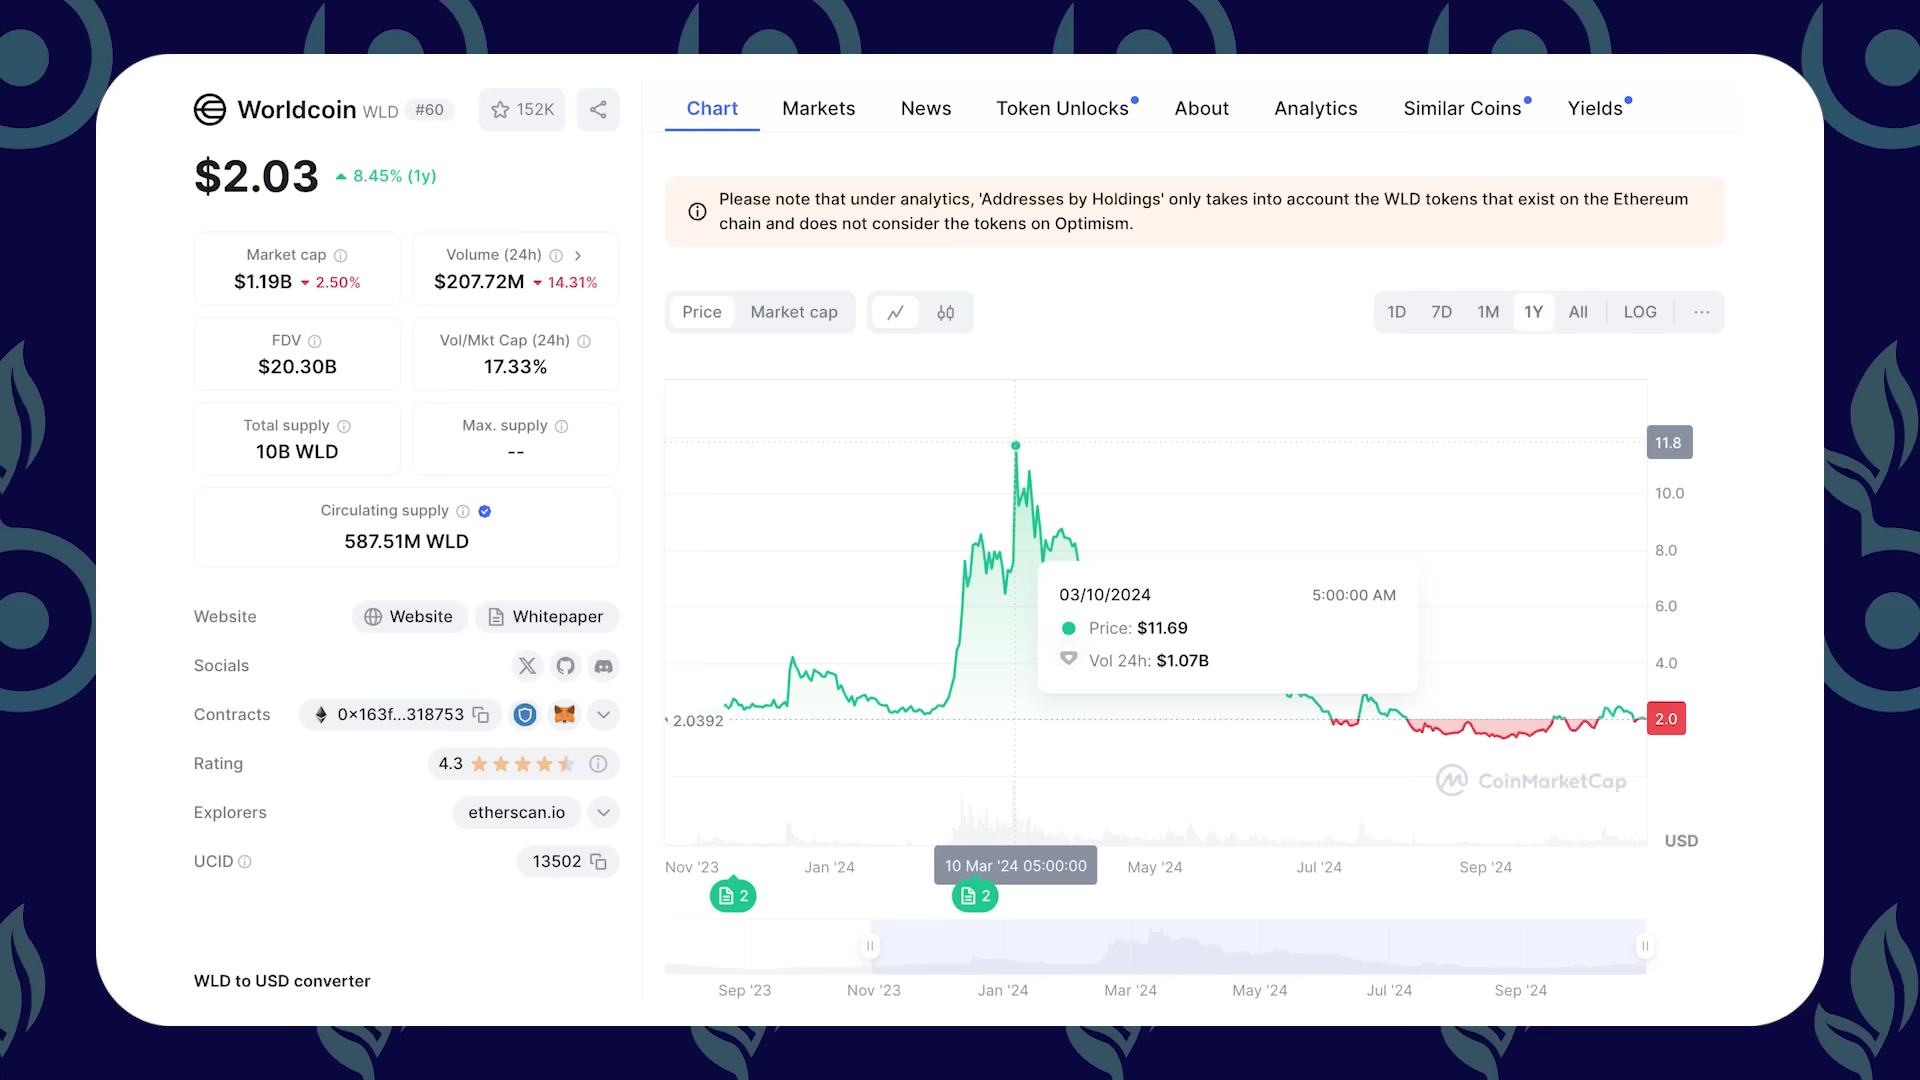 Worldcoin WLD #60
152K
$2.03 8.45% (1y)
Market cap
$1.19B 2.50%
Volume (24h)
$207.72M 14.31%
FDV
$20.30B
Vol/Mkt Cap (24h)
17.33%
Total supply
10B WLD
Max. supply
--
Circulating supply
587.51M WLD
Website Website Whitepaper
Socials
Contracts 0x163f...318753
Rating 4.3
Explorers etherscan.io
UCID 13502
WLD to USD converter
Chart Markets News Token Unlocks About Analytics Similar Coins Yields
Please note that under analytics, 'Addresses by Holdings' only takes into account the WLD tokens that exist on the Ethereum
chain and does not consider the tokens on Optimism.
Price Market cap
1D 7D 1M 1Y All LOG ...
11.8
10.0
8.0
6.0
4.0
2.0
2.0392
03/10/2024 5:00:00 AM
Price: $11.69
Vol 24h: $1.07B
CoinMarketCap
USD
Nov '23 Jan '24 10 Mar '24 05:00:00 May '24 Jul '24 Sep '24
2 2
Sep '23 Nov '23 Jan '24 Mar '24 May '24 Jul '24 Sep '24